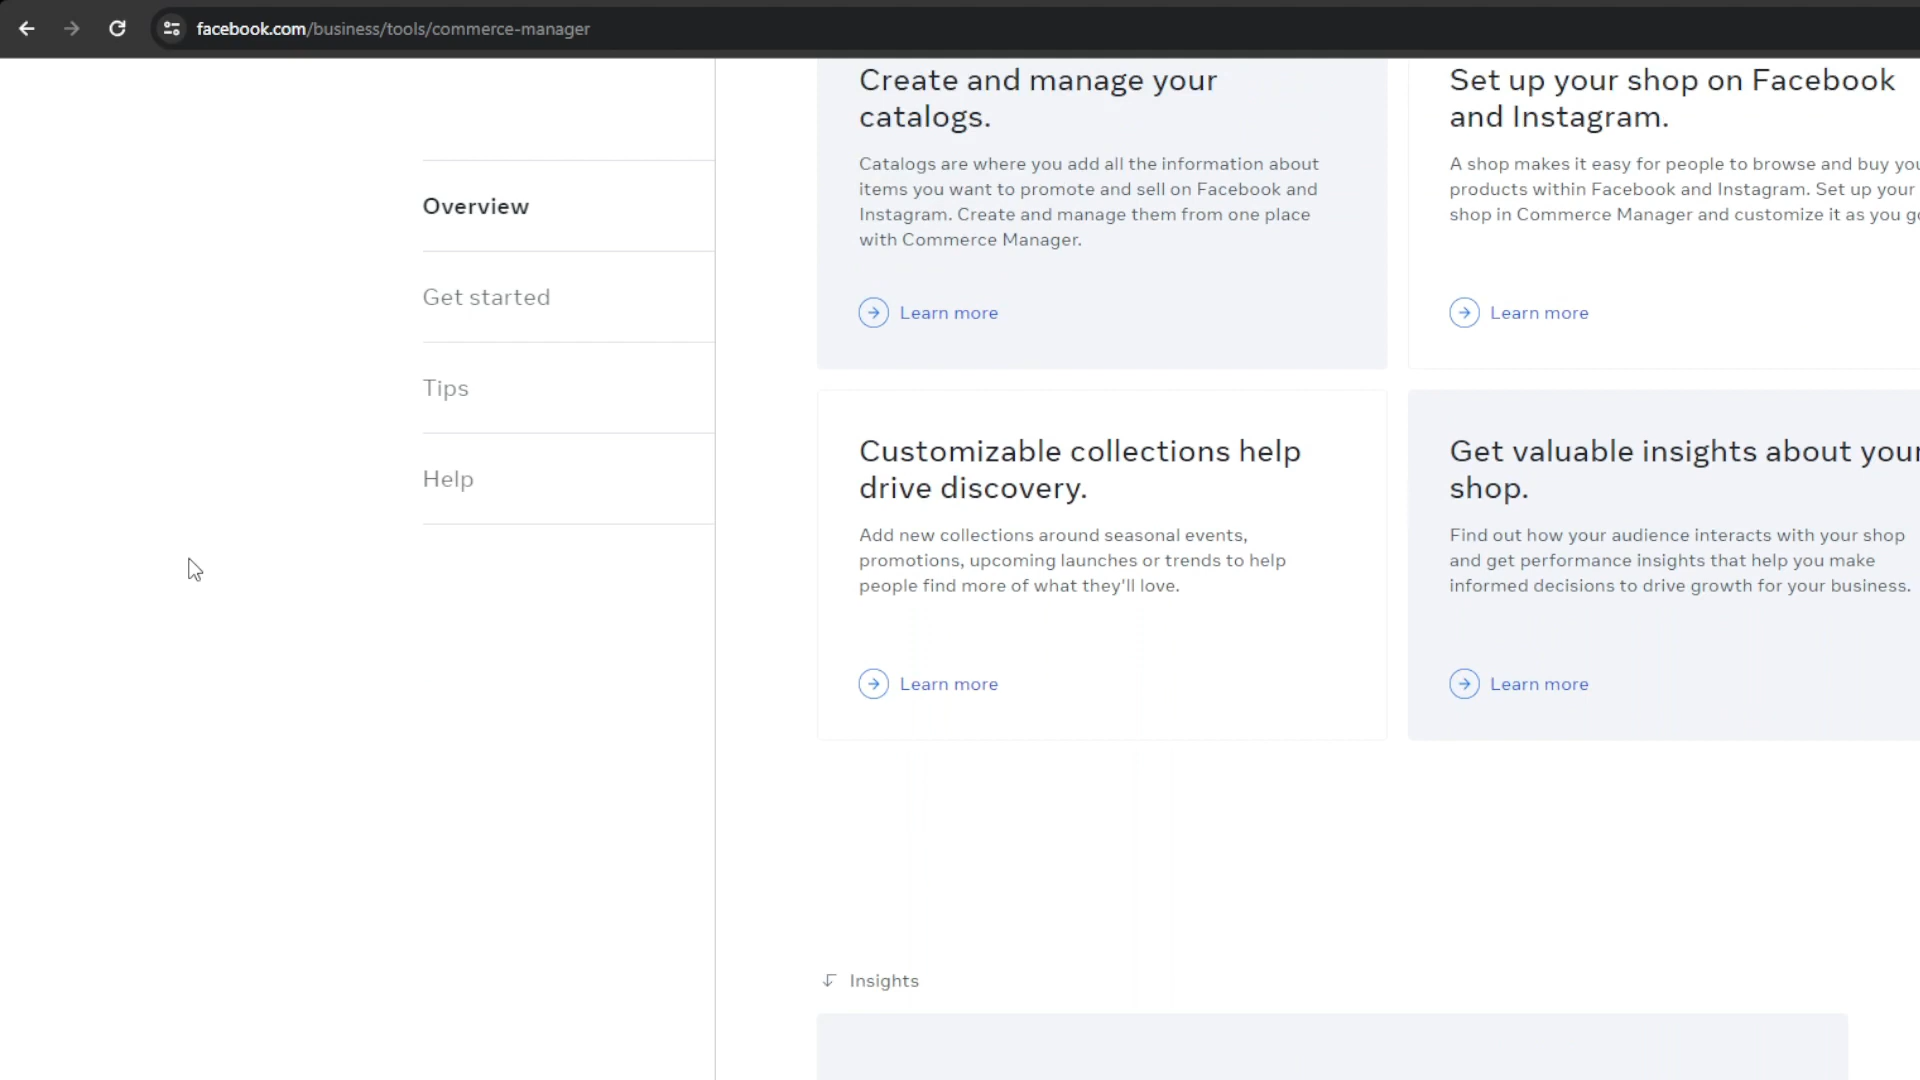 facebook.com/business/tools/commerce-manager
Overview
Get started
Tips
Help
Create and manage your
catalogs.
Catalogs are where you add all the information about
items you want to promote and sell on Facebook and
Instagram. Create and manage them from one place
with Commerce Manager.
Learn more
Set up your shop on Facebook
and Instagram.
A shop makes it easy for people to browse and buy you
products within Facebook and Instagram. Set up your
shop in Commerce Manager and customize it as you g
Learn more
Customizable collections help
drive discovery.
Add new collections around seasonal events,
promotions, upcoming launches or trends to help
people find more of what they'll love.
Learn more
Get valuable insights about your
shop.
Find out how your audience interacts with your shop
and get performance insights that help you make
informed decisions to drive growth for your business.
Learn more
Insights